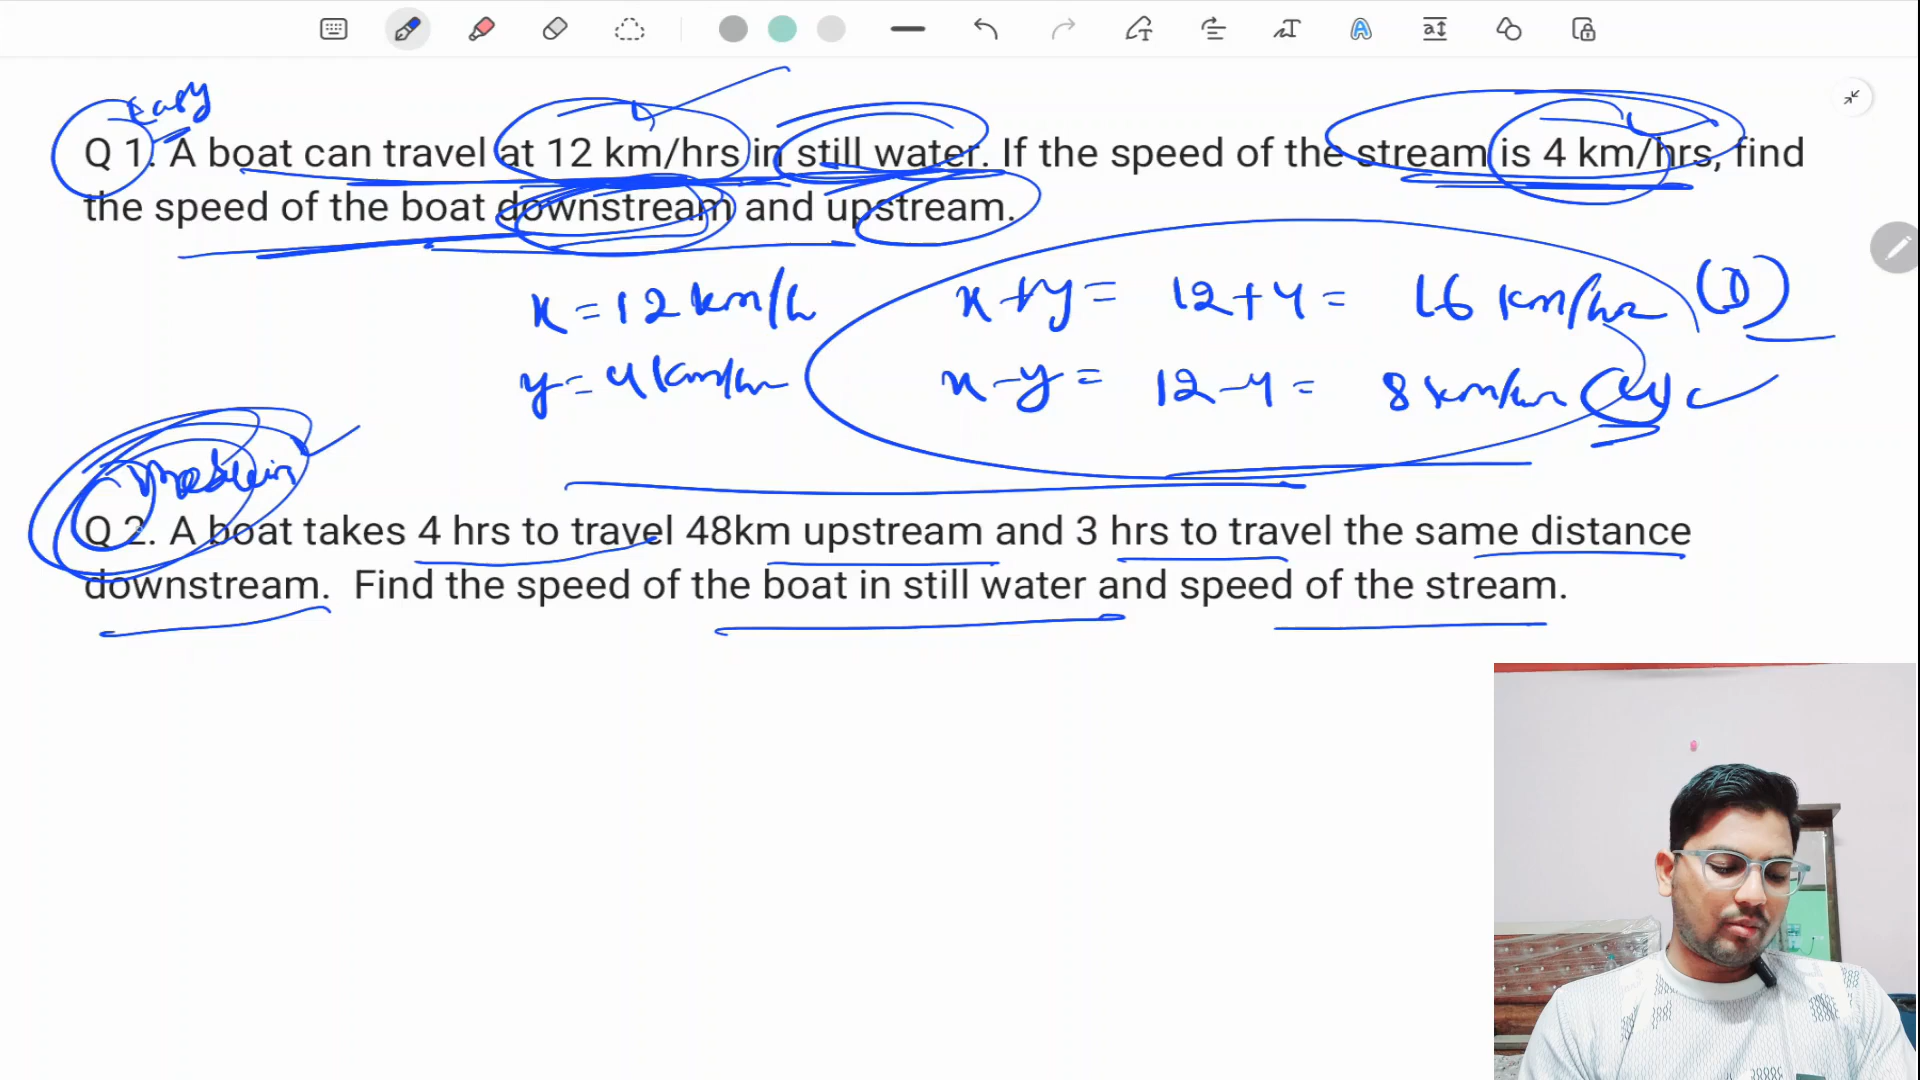 Easy
Q 1. A boat can travel at 12 km/hrs in still water. If the speed of the stream is 4 km/hrs, find
the speed of the boat downstream and upstream.
x = 12 km/h
x+y = 12+4 = 16 km/hr (D)
y = 4 km/hr
x-y = 12-4 = 8 km/hr (u)
Q 2. A boat takes 4 hrs to travel 48km upstream and 3 hrs to travel the same distance
downstream. Find the speed of the boat in still water and speed of the stream.